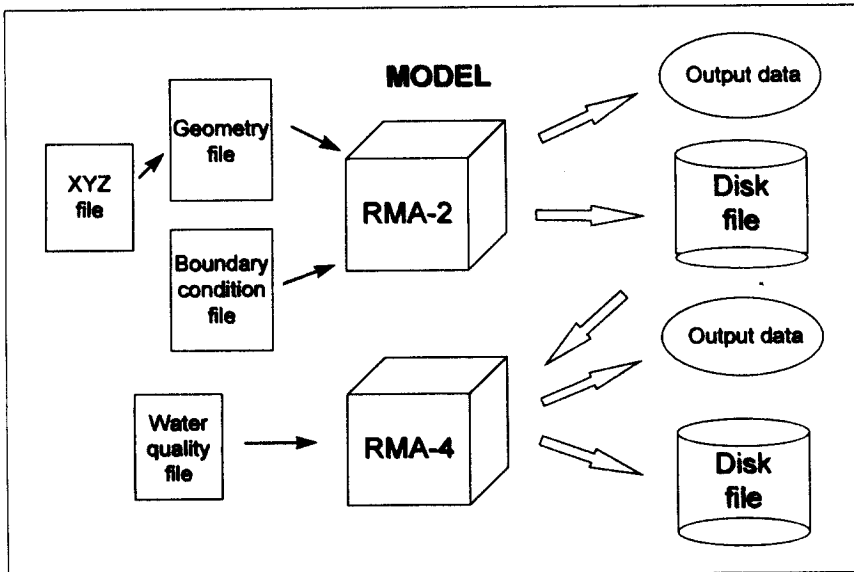 MODEL
XYZ
file
Geometry
file
Boundary
condition
file
RMA-2
Output data
Disk
file
Water
quality
file
RMA-4
Output data
Disk
file